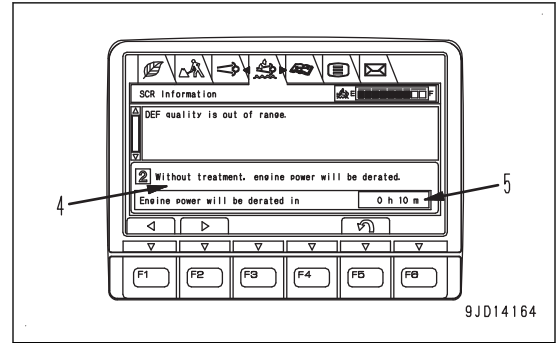 SCR Information
E F
DEF quality is out of range.
2 Without treatment, engine power will be derated.
4
5
Engine power will be derated in 0 h 10 m
F1 F2 F3 F4 F5 F6
9JD14164